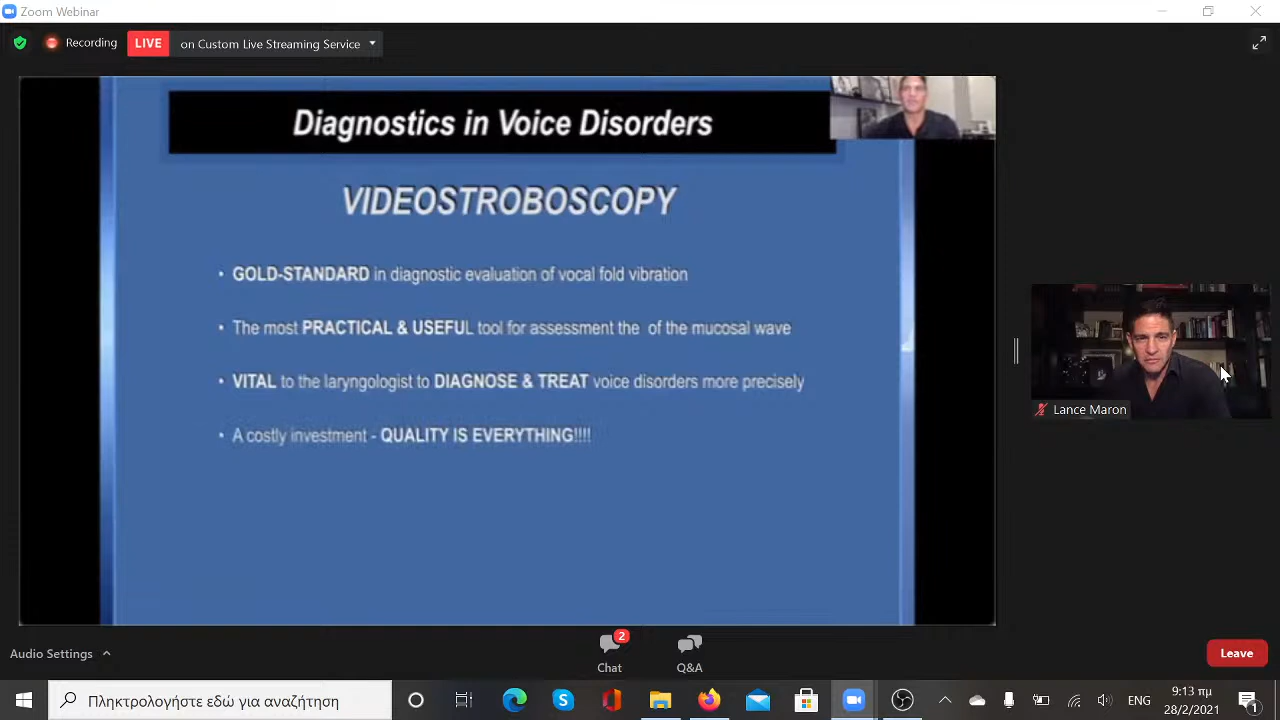 Zoom Webinar
Recording
LIVE
on Custom Live Streaming Service
Diagnostics in Voice Disorders
VIDEOSTROBOSCOPY
• GOLD-STANDARD in diagnostic evaluation of vocal fold vibration
• The most PRACTICAL & USEFUL tool for assessment the of the mucosal wave
• VITAL to the laryngologist to DIAGNOSE & TREAT voice disorders more precisely
• A costly investment - QUALITY IS EVERYTHING!!!!
Lance Maron
Audio Settings
2
Chat
Q&A
Leave
Πληκτρολογήστε εδώ για αναζήτηση
ENG
9:13 πμ
28/2/2021
1